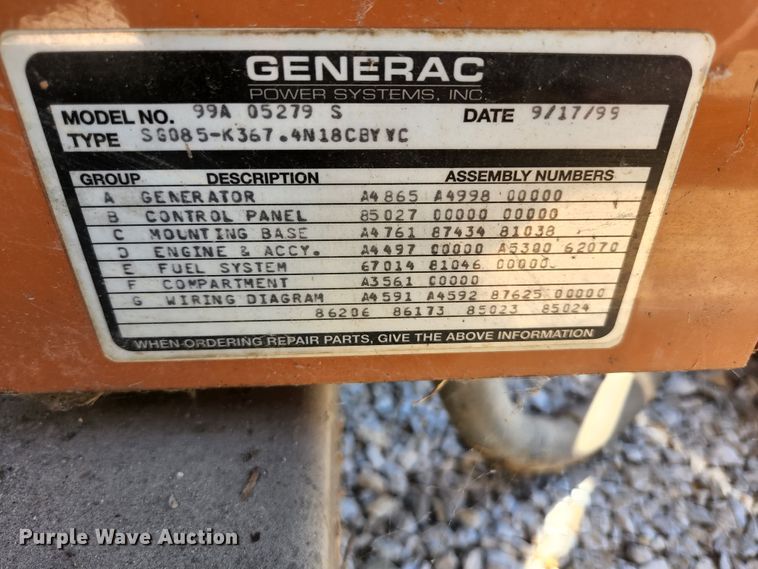 GENERAC
POWER SYSTEMS, INC.
MODEL NO. 99A 05279 S DATE 9/17/99
TYPE SG085-K367.4N18CBYYC
GROUP DESCRIPTION ASSEMBLY NUMBERS
A GENERATOR A4865 A4998 00000
B CONTROL PANEL 85027 00000 00000
C MOUNTING BASE A4761 87434 81038
D ENGINE & ACCY. A4497 00000 A5300 62070
E FUEL SYSTEM 67014 81046 00000
F COMPARTMENT A3561 00000
G WIRING DIAGRAM A4591 A4592 87625 00000
86206 86173 85023 85024
WHEN ORDERING REPAIR PARTS, GIVE THE ABOVE INFORMATION
Purple Wave Auction